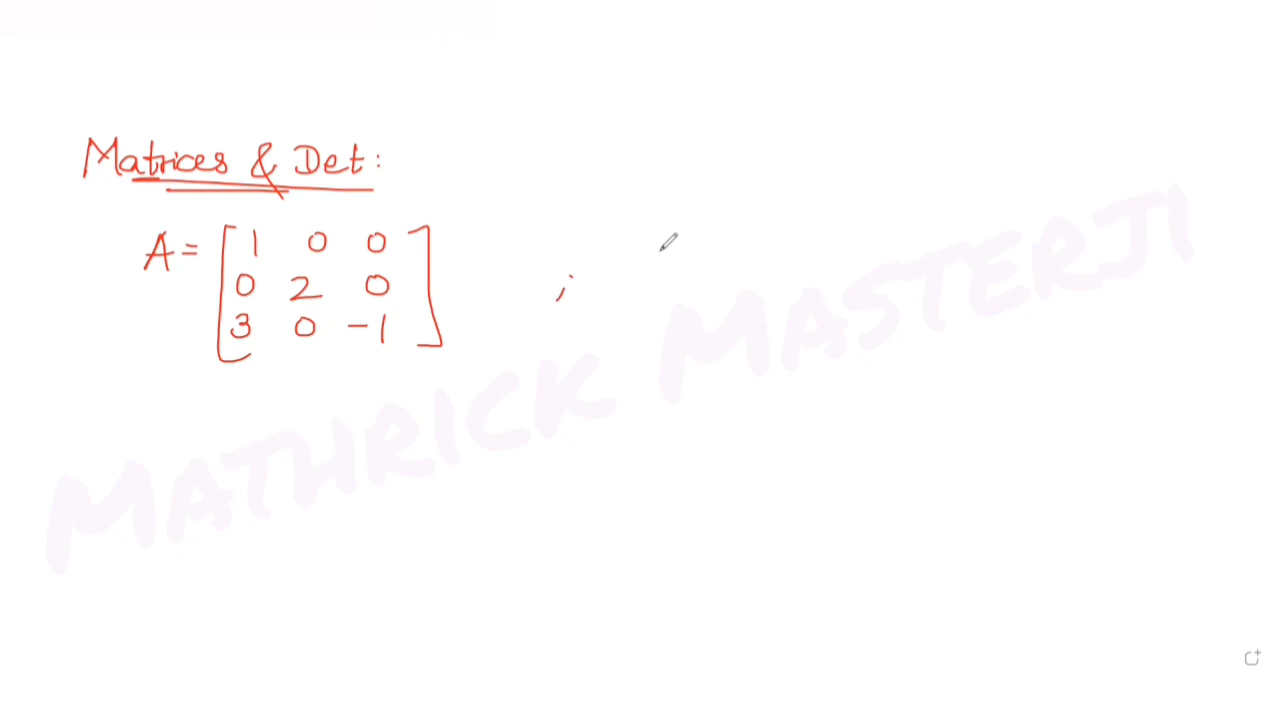 Matrices & Det:
A = [ 1 0 0
0 2 0 ;
3 0 -1 ]
MATHRICK MASTERJI